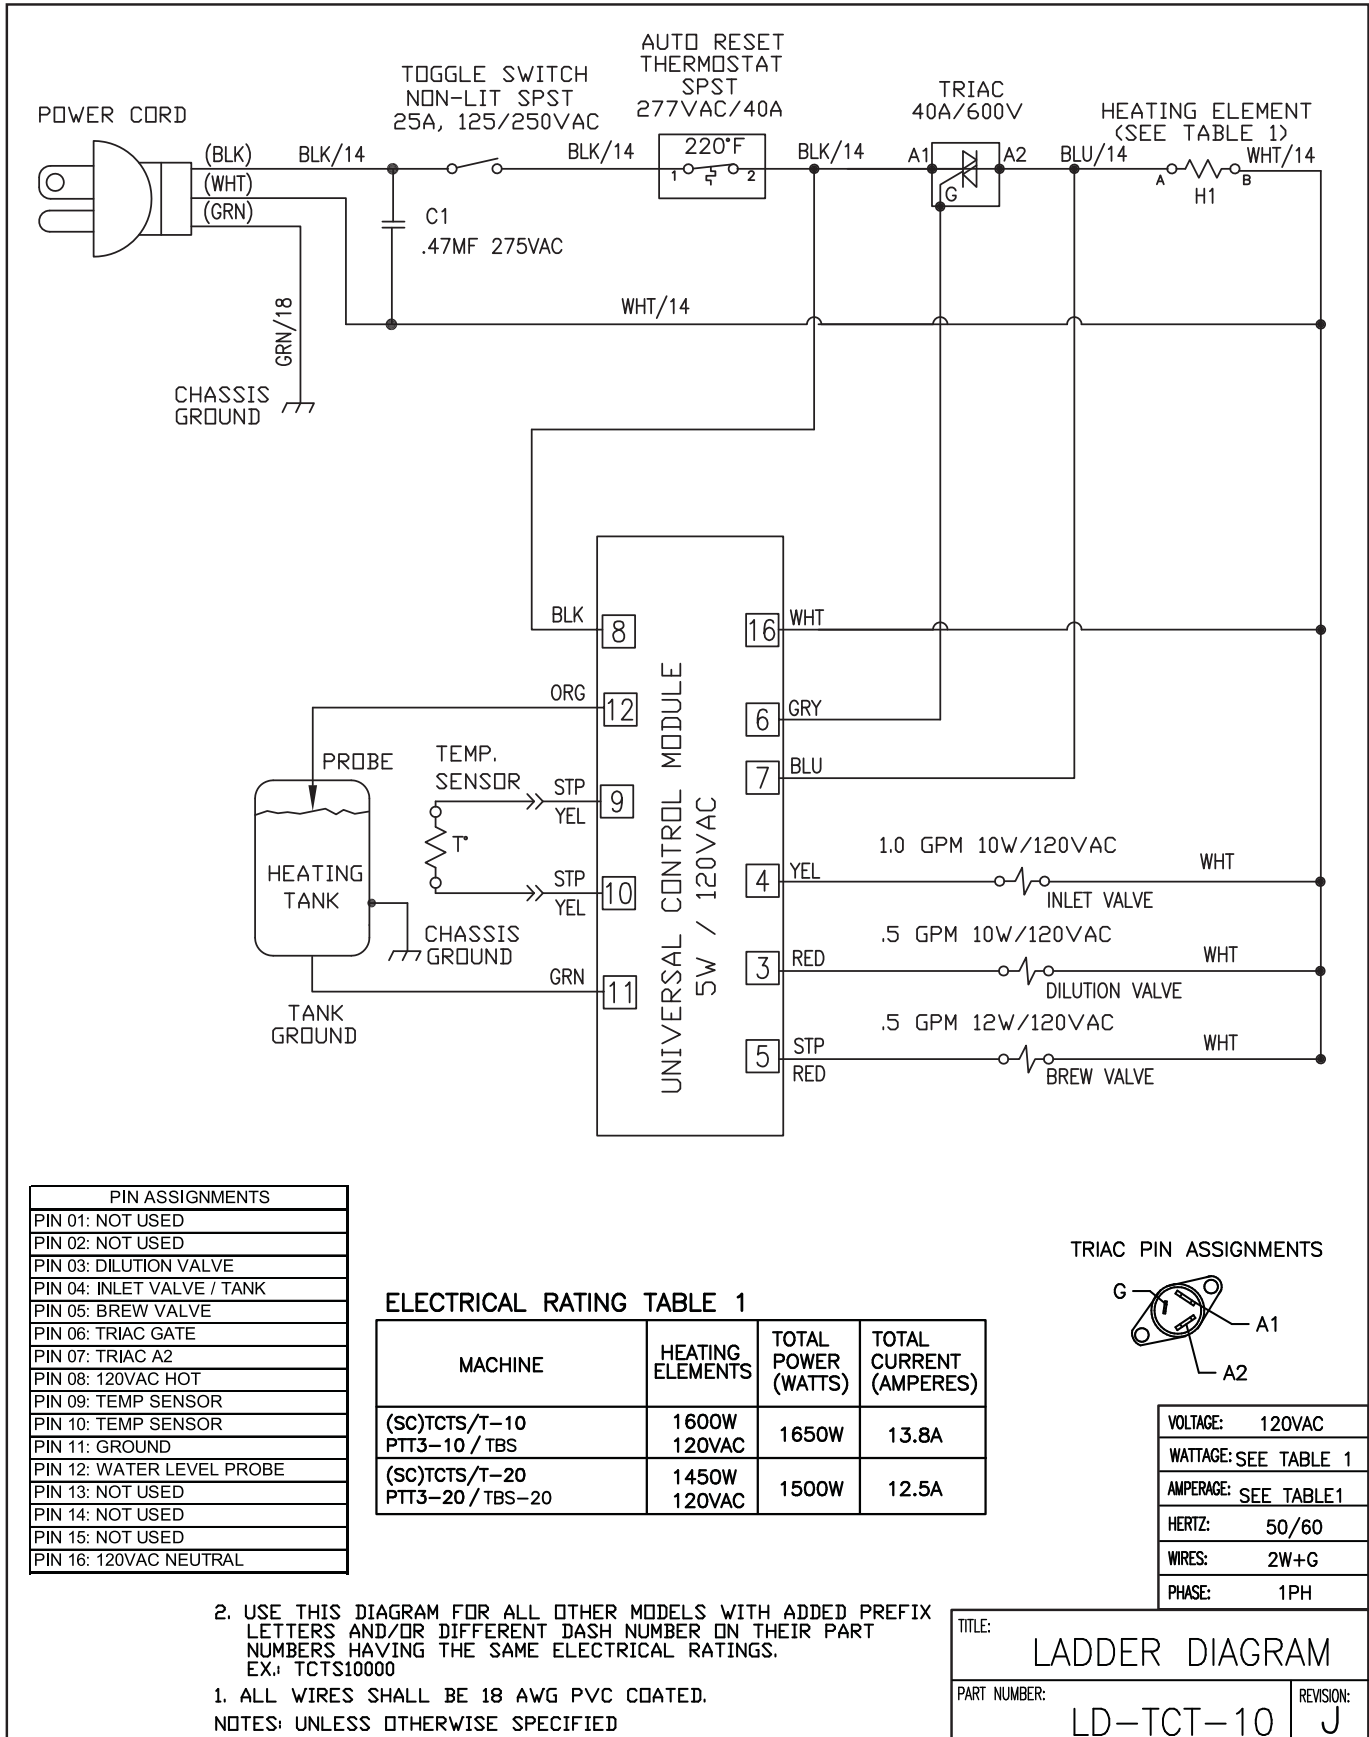 POWER CORD
TOGGLE SWITCH
NON-LIT SPST
25A, 125/250VAC
AUTO RESET
THERMOSTAT
SPST
277VAC/40A
TRIAC
40A/600V
HEATING ELEMENT
(SEE TABLE 1)
(BLK)
BLK/14
BLK/14
220°F
1
2
BLK/14
A1
A2
G
BLU/14
WHT/14
A
B
H1
(WHT)
(GRN)
C1
.47MF 275VAC
WHT/14
GRN/18
CHASSIS
GROUND
BLK
8
16
WHT
ORG
12
6
GRY
7
BLU
PROBE
TEMP.
SENSOR
STP
YEL
9
T°
HEATING
TANK
STP
YEL
10
CHASSIS
GROUND
GRN
11
TANK
GROUND
UNIVERSAL CONTROL MODULE
5W / 120VAC
4
YEL
1.0 GPM 10W/120VAC
WHT
INLET VALVE
.5 GPM 10W/120VAC
3
RED
WHT
DILUTION VALVE
.5 GPM 12W/120VAC
5
STP
RED
WHT
BREW VALVE
PIN ASSIGNMENTS
PIN 01: NOT USED
PIN 02: NOT USED
PIN 03: DILUTION VALVE
PIN 04: INLET VALVE / TANK
PIN 05: BREW VALVE
PIN 06: TRIAC GATE
PIN 07: TRIAC A2
PIN 08: 120VAC HOT
PIN 09: TEMP SENSOR
PIN 10: TEMP SENSOR
PIN 11: GROUND
PIN 12: WATER LEVEL PROBE
PIN 13: NOT USED
PIN 14: NOT USED
PIN 15: NOT USED
PIN 16: 120VAC NEUTRAL
ELECTRICAL RATING TABLE 1
MACHINE
HEATING
ELEMENTS
TOTAL
POWER
(WATTS)
TOTAL
CURRENT
(AMPERES)
(SC)TCTS/T-10
PTT3-10 / TBS
1600W
120VAC
1650W
13.8A
(SC)TCTS/T-20
PTT3-20 / TBS-20
1450W
120VAC
1500W
12.5A
TRIAC PIN ASSIGNMENTS
G
A1
A2
VOLTAGE: 120VAC
WATTAGE: SEE TABLE 1
AMPERAGE: SEE TABLE1
HERTZ: 50/60
WIRES: 2W+G
PHASE: 1PH
2. USE THIS DIAGRAM FOR ALL OTHER MODELS WITH ADDED PREFIX
LETTERS AND/OR DIFFERENT DASH NUMBER ON THEIR PART
NUMBERS HAVING THE SAME ELECTRICAL RATINGS.
EX.: TCTS10000
1. ALL WIRES SHALL BE 18 AWG PVC COATED.
NOTES: UNLESS OTHERWISE SPECIFIED
TITLE:
LADDER DIAGRAM
PART NUMBER:
LD-TCT-10
REVISION:
J